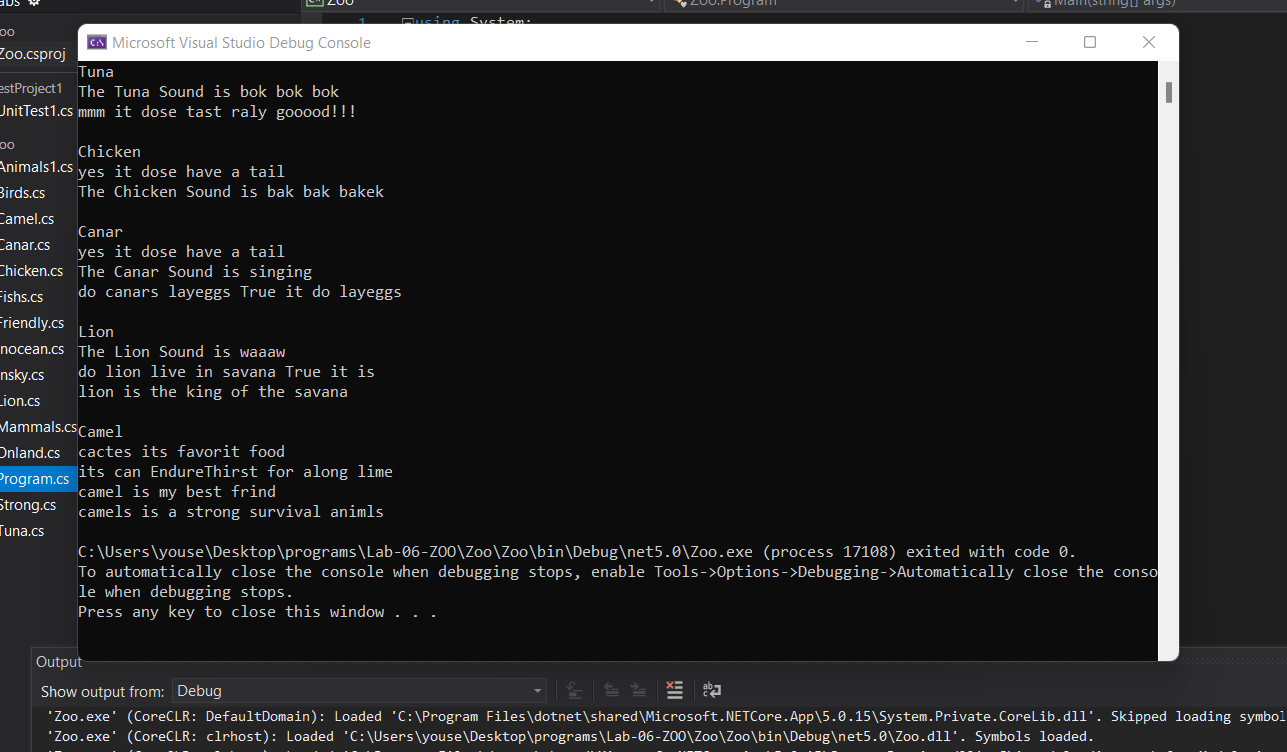 Zoo
Zoo.Program
Main(string[] args)
1 using System;
Zoo.csproj
UnitTest1.cs
Animals1.cs
Birds.cs
Camel.cs
Canar.cs
Chicken.cs
Fishs.cs
Friendly.cs
nocean.cs
nsky.cs
Lion.cs
Mammals.cs
Onland.cs
Program.cs
Strong.cs
Tuna.cs
Microsoft Visual Studio Debug Console
Tuna
The Tuna Sound is bok bok bok
mmm it dose tast raly gooood!!!
Chicken
yes it dose have a tail
The Chicken Sound is bak bak bakek
Canar
yes it dose have a tail
The Canar Sound is singing
do canars layeggs True it do layeggs
Lion
The Lion Sound is waaaw
do lion live in savana True it is
lion is the king of the savana
Camel
cactes its favorit food
its can EndureThirst for along lime
camel is my best frind
camels is a strong survival animls
C:\Users\youse\Desktop\programs\Lab-06-ZOO\Zoo\Zoo\bin\Debug\net5.0\Zoo.exe (process 17108) exited with code 0.
To automatically close the console when debugging stops, enable Tools->Options->Debugging->Automatically close the conso
le when debugging stops.
Press any key to close this window . . .
Output
Show output from: Debug
'Zoo.exe' (CoreCLR: DefaultDomain): Loaded 'C:\Program Files\dotnet\shared\Microsoft.NETCore.App\5.0.15\System.Private.CoreLib.dll'. Skipped loading symbol
'Zoo.exe' (CoreCLR: clrhost): Loaded 'C:\Users\youse\Desktop\programs\Lab-06-ZOO\Zoo\Zoo\bin\Debug\net5.0\Zoo.dll'. Symbols loaded.